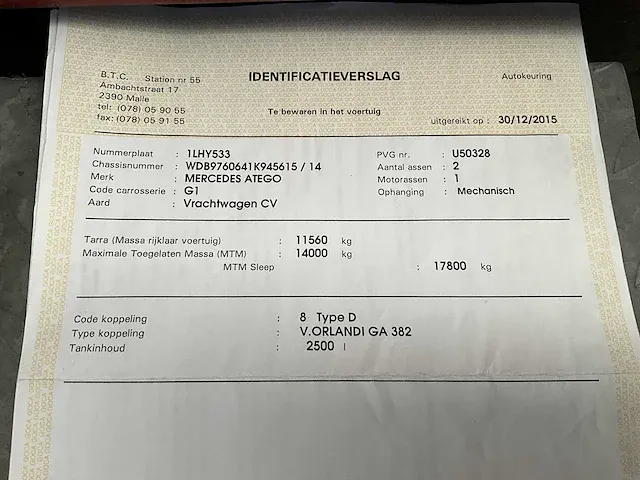 B.T.C. Station nr 55
IDENTIFICATIEVERSLAG
Autokeuring
Ambachtstraat 17
2390 Malle
tel: (078) 05 90 55
Te bewaren in het voertuig
fax: (078) 05 91 55
uitgereikt op : 30/12/2015
Nummerplaat : 1LHY533
PVG nr. : U50328
Chassisnummer : WDB9760641K945615 / 14
Aantal assen : 2
Merk : MERCEDES ATEGO
Motorassen : 1
Code carrosserie : G1
Ophanging : Mechanisch
Aard : Vrachtwagen CV
Tarra (Massa rijklaar voertuig) : 11560 kg
Maximale Toegelaten Massa (MTM) : 14000 kg
MTM Sleep : 17800 kg
Code koppeling : 8 Type D
Type koppeling : V.ORLANDI GA 382
Tankinhoud : 2500 l